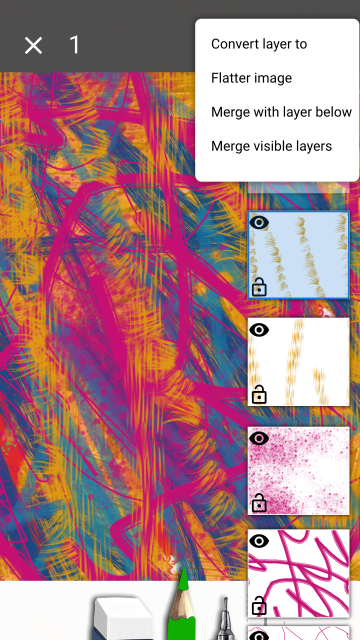 1
Convert layer to
Flatter image
Merge with layer below
Merge visible layers